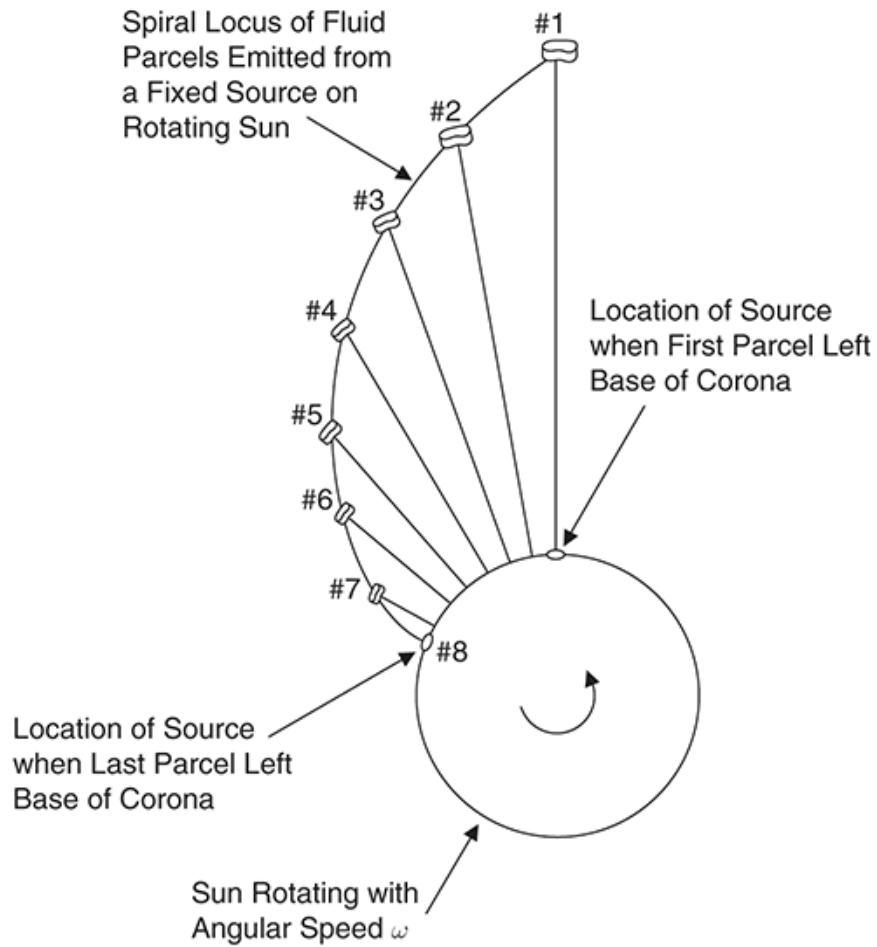 Spiral Locus of Fluid
Parcels Emitted from
a Fixed Source on
Rotating Sun
#1
#2
#3
#4
#5
#6
#7
#8
Location of Source
when First Parcel Left
Base of Corona
Location of Source
when Last Parcel Left
Base of Corona
Sun Rotating with
Angular Speed ω